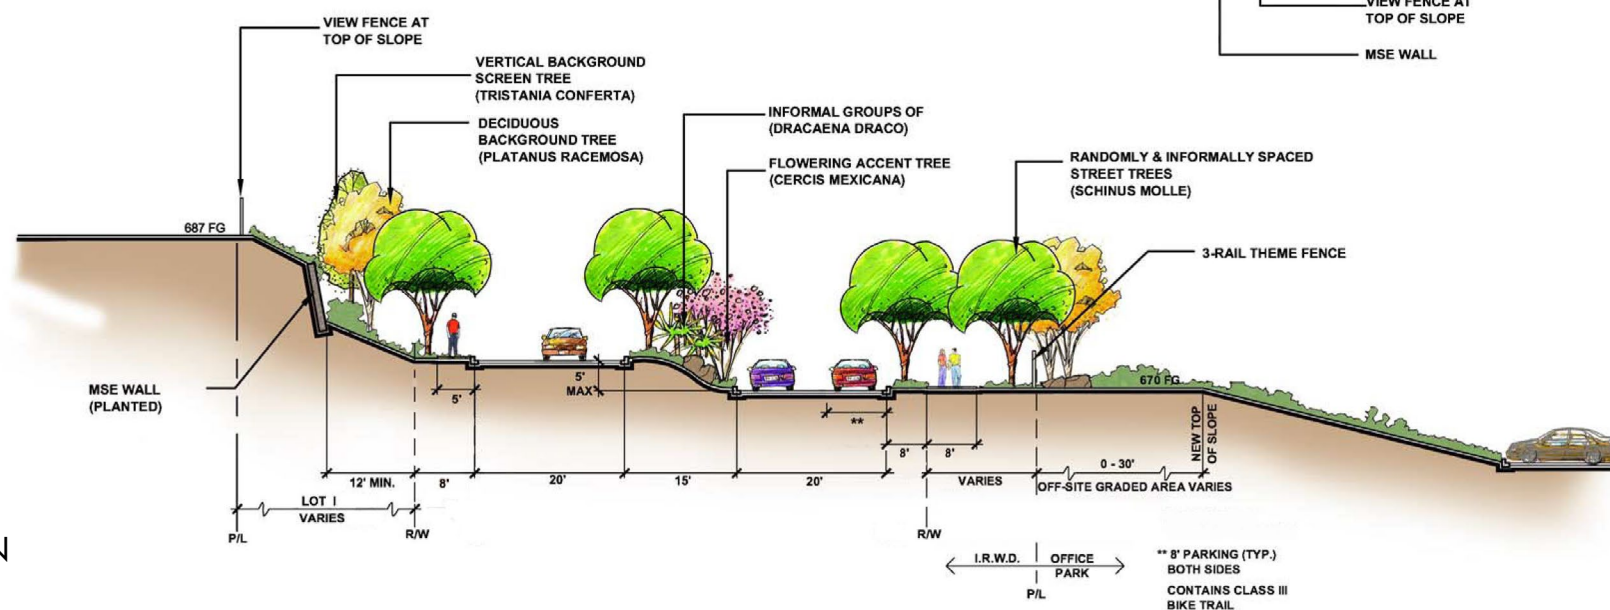 VIEW FENCE AT
TOP OF SLOPE
VERTICAL BACKGROUND
SCREEN TREE
(TRISTANIA CONFERTA)
DECIDUOUS
BACKGROUND TREE
(PLATANUS RACEMOSA)
INFORMAL GROUPS OF
(DRACAENA DRACO)
FLOWERING ACCENT TREE
(CERCIS MEXICANA)
RANDOMLY & INFORMALLY SPACED
STREET TREES
(SCHINUS MOLLE)
3-RAIL THEME FENCE
VIEW FENCE AT
TOP OF SLOPE
MSE WALL
687 FG
MSE WALL
(PLANTED)
5'
5'
MAX
**
670 FG
NEW TOP
OF SLOPE
12' MIN.
8'
20'
15'
20'
8'
8'
VARIES
0 - 30'
OFF-SITE GRADED AREA VARIES
LOT I
VARIES
P/L
R/W
R/W
I.R.W.D.
OFFICE
PARK
P/L
** 8' PARKING (TYP.)
BOTH SIDES
CONTAINS CLASS III
BIKE TRAIL
N